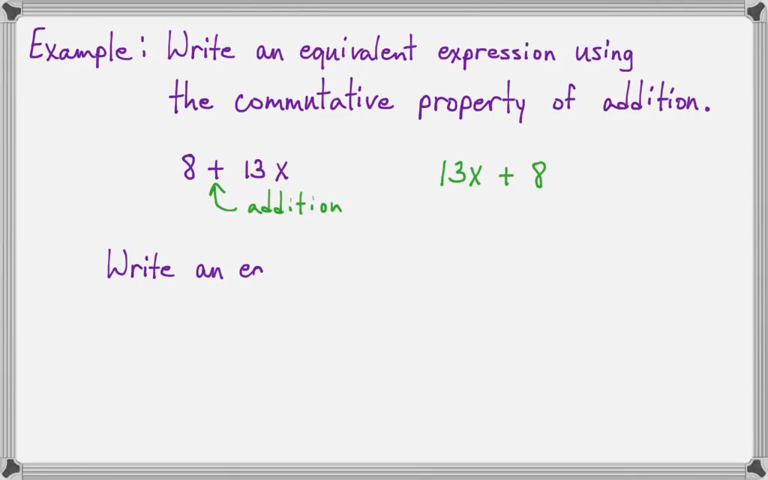 Example: Write an equivalent expression using
the commutative property of addition.
8 + 13x 13x + 8
addition
Write an